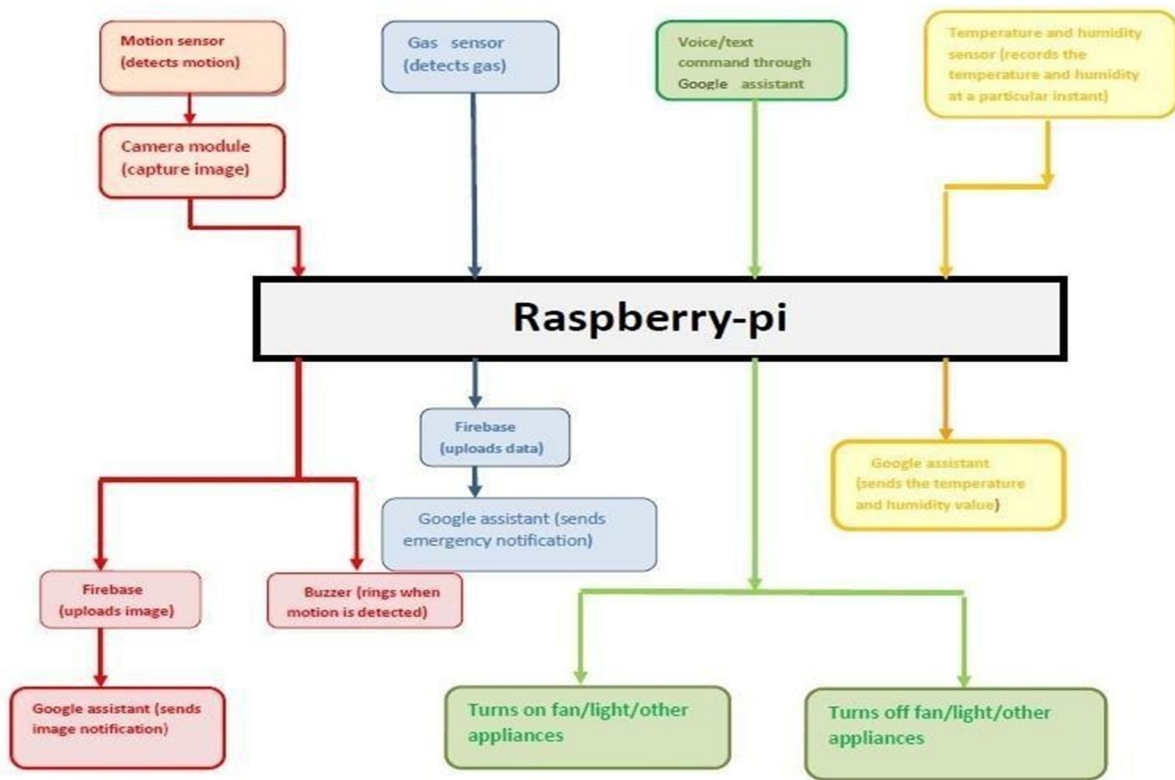 Motion sensor
(detects motion)
Gas sensor
(detects gas)
Voice/text
command through
Google assistant
Temperature and humidity
sensor (records the
temperature and humidity
at a particular instant)
Camera module
(capture image)
Raspberry-pi
Firebase
(uploads data)
Google assistant
(sends the temperature
and humidity value)
Google assistant (sends
emergency notification)
Firebase
(uploads image)
Buzzer (rings when
motion is detected)
Google assistant (sends
image notification)
Turns on fan/light/other
appliances
Turns off fan/light/other
appliances